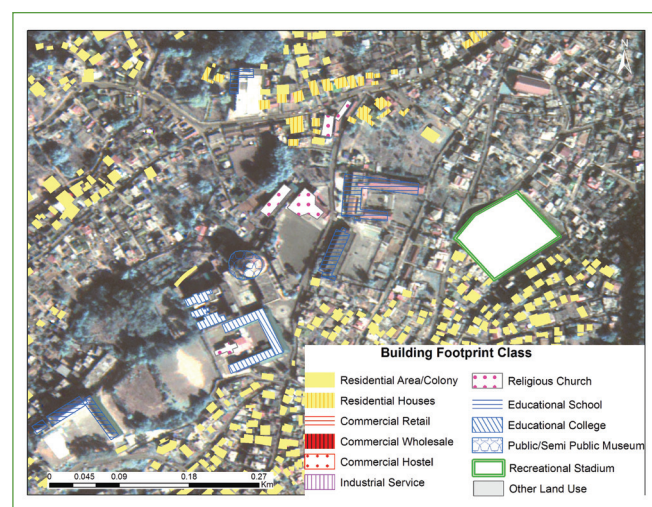 N
Building Footprint Class
Residential Area/Colony
Residential Houses
Commercial Retail
Commercial Wholesale
Commercial Hostel
Industrial Service
Religious Church
Educational School
Educational College
Public/Semi Public Museum
Recreational Stadium
Other Land Use
0 0.045 0.09 0.18 0.27
Km